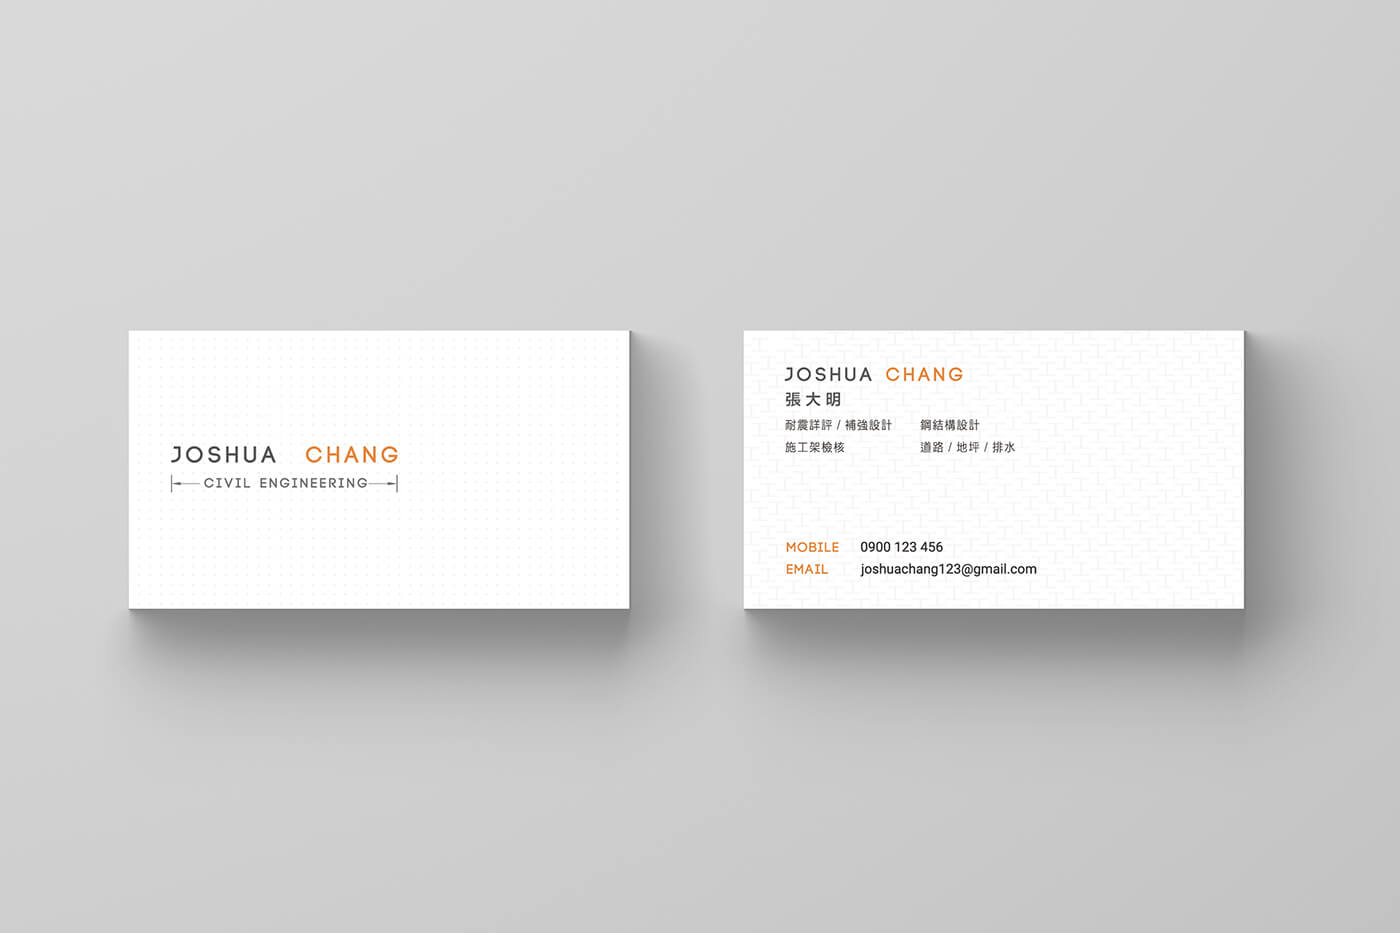 JOSHUA CHANG
CIVIL ENGINEERING
JOSHUA CHANG
張大明
耐震詳評 / 補強設計 鋼結構設計
施工架檢核 道路 / 地坪 / 排水
MOBILE 0900 123 456
EMAIL joshuachang123@gmail.com